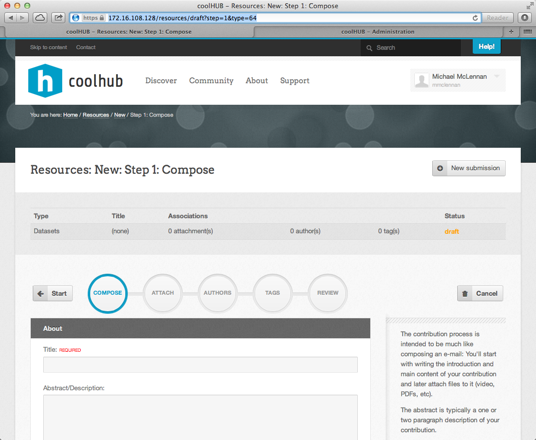 coolHUB – Resources: New: Step 1: Compose
https 172.16.108.128/resources/draft?step=1&type=64
Reader
coolHUB – Resources: New: Step 1: Compose
coolHUB – Administration
Skip to content
Contact
Search
Help!
h coolhub
Discover
Community
About
Support
Michael McLennan
mmclennan
You are here: Home / Resources / New / Step 1: Compose
Resources: New: Step 1: Compose
New submission
Type Title Associations Status
Datasets (none) 0 attachment(s) 0 author(s) 0 tag(s) draft
Start
COMPOSE
ATTACH
AUTHORS
TAGS
REVIEW
Cancel
About
Title: REQUIRED
Abstract/Description:
The contribution process is
intended to be much like
composing an e-mail: You'll start
with writing the introduction and
main content of your contribution
and later attach files to it (video,
PDFs, etc).
The abstract is typically a one or
two paragraph description of your
contribution.